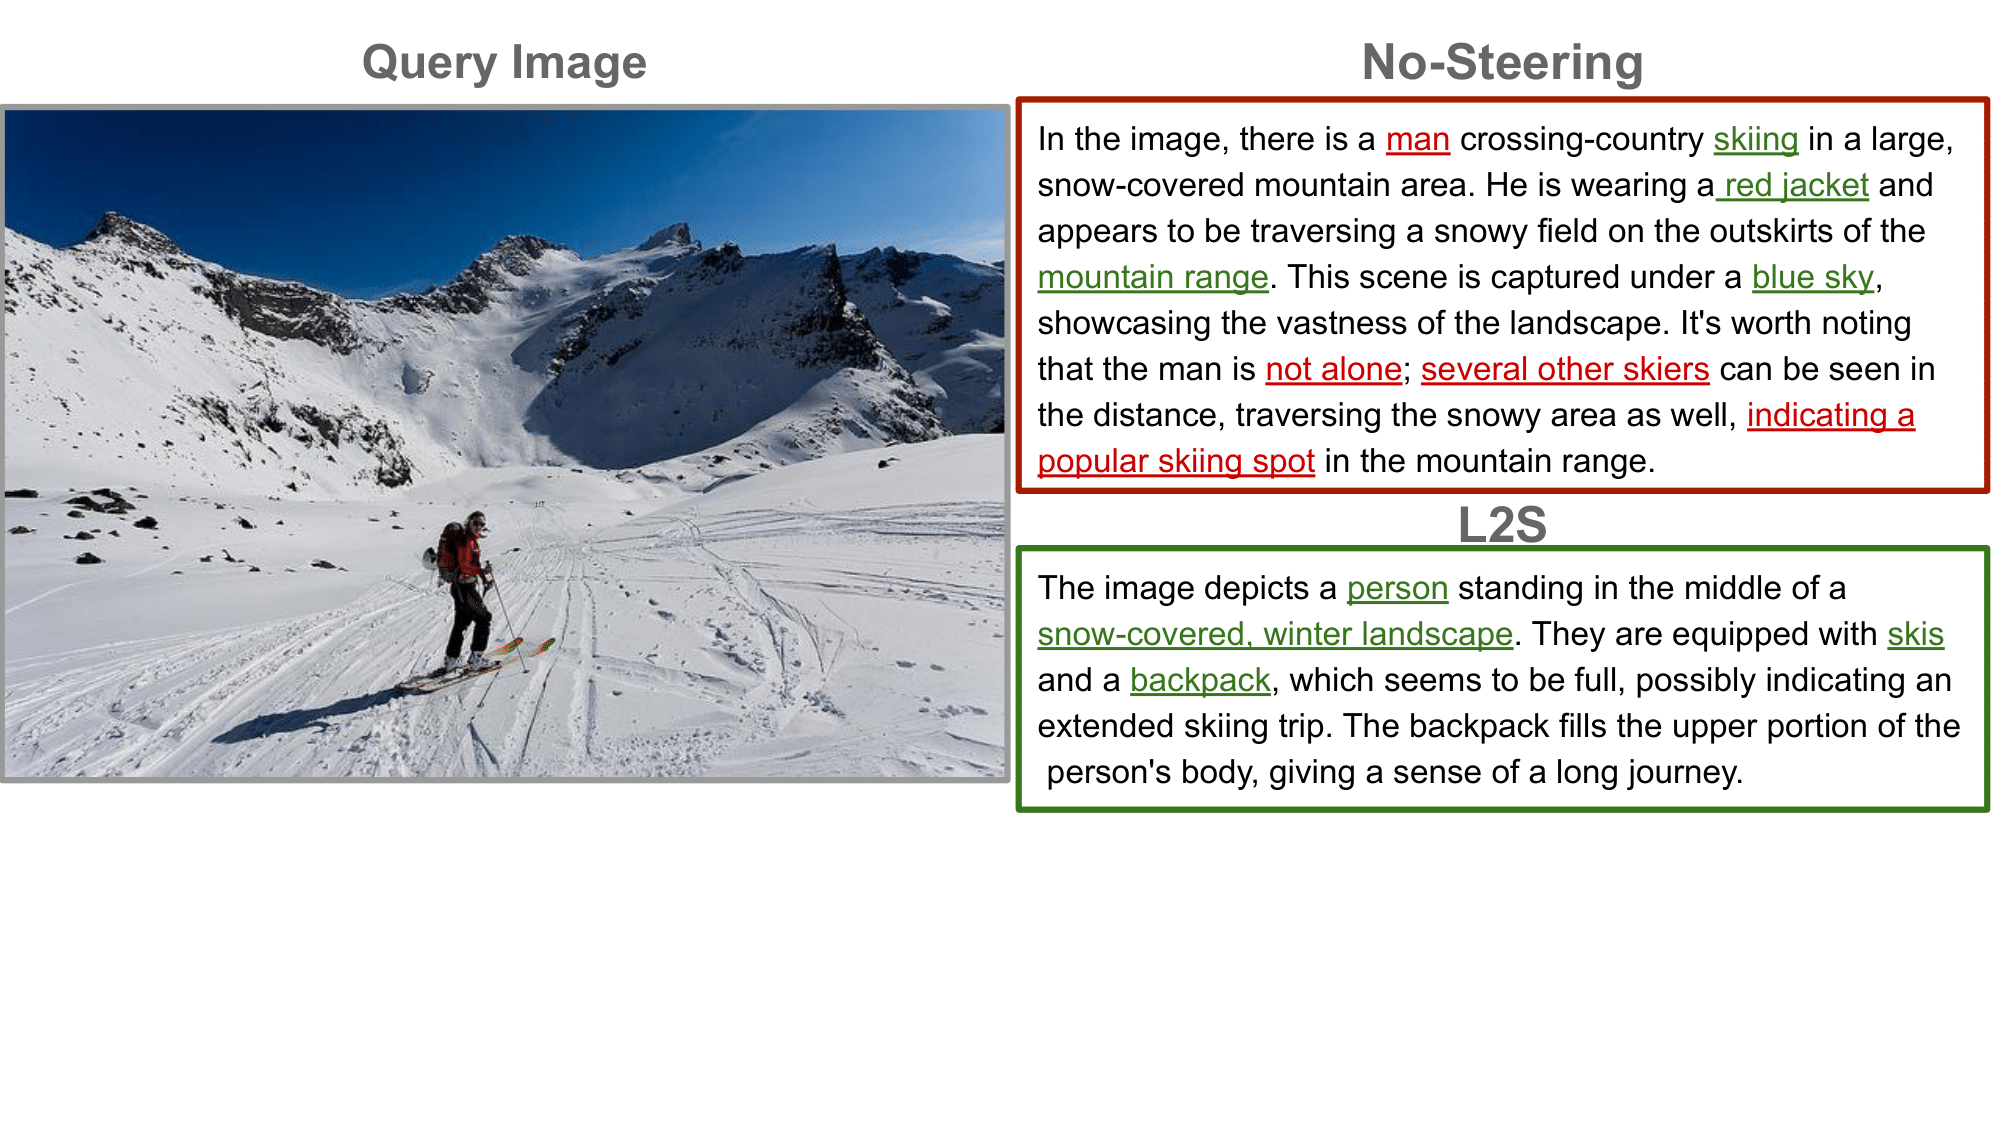 Query Image
No-Steering
In the image, there is a man crossing-country skiing in a large,
snow-covered mountain area. He is wearing a red jacket and
appears to be traversing a snowy field on the outskirts of the
mountain range. This scene is captured under a blue sky,
showcasing the vastness of the landscape. It's worth noting
that the man is not alone; several other skiers can be seen in
the distance, traversing the snowy area as well, indicating a
popular skiing spot in the mountain range.
L2S
The image depicts a person standing in the middle of a
snow-covered, winter landscape. They are equipped with skis
and a backpack, which seems to be full, possibly indicating an
extended skiing trip. The backpack fills the upper portion of the
person's body, giving a sense of a long journey.